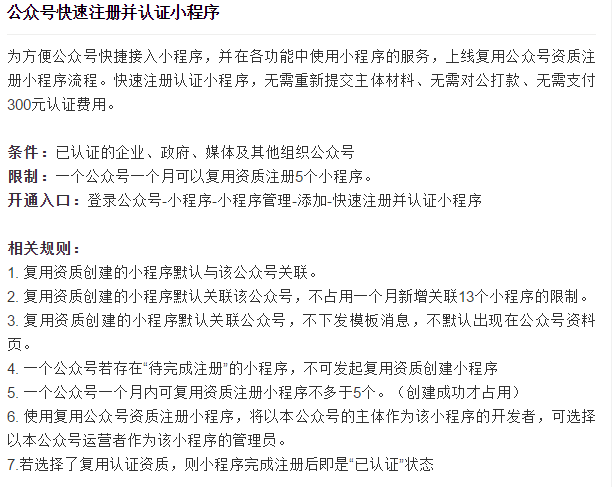 公众号快速注册并认证小程序
为方便公众号快捷接入小程序，并在各功能中使用小程序的服务，上线复用公众号资质注
册小程序流程。快速注册认证小程序，无需重新提交主体材料、无需对公打款、无需支付
300元认证费用。
条件：已认证的企业、政府、媒体及其他组织公众号
限制：一个公众号一个月可以复用资质注册5个小程序。
开通入口：登录公众号-小程序-小程序管理-添加-快速注册并认证小程序
相关规则：
1. 复用资质创建的小程序默认与该公众号关联。
2. 复用资质创建的小程序默认关联该公众号，不占用一个月新增关联13个小程序的限制。
3. 复用资质创建的小程序默认关联公众号，不下发模板消息，不默认出现在公众号资料
页。
4. 一个公众号若存在“待完成注册”的小程序，不可发起复用资质创建小程序
5. 一个公众号一个月内可复用资质注册小程序不多于5个。（创建成功才占用）
6. 使用复用公众号资质注册小程序，将以本公众号的主体作为该小程序的开发者，可选择
以本公众号运营者作为该小程序的管理员。
7.若选择了复用认证资质，则小程序完成注册后即是“已认证”状态